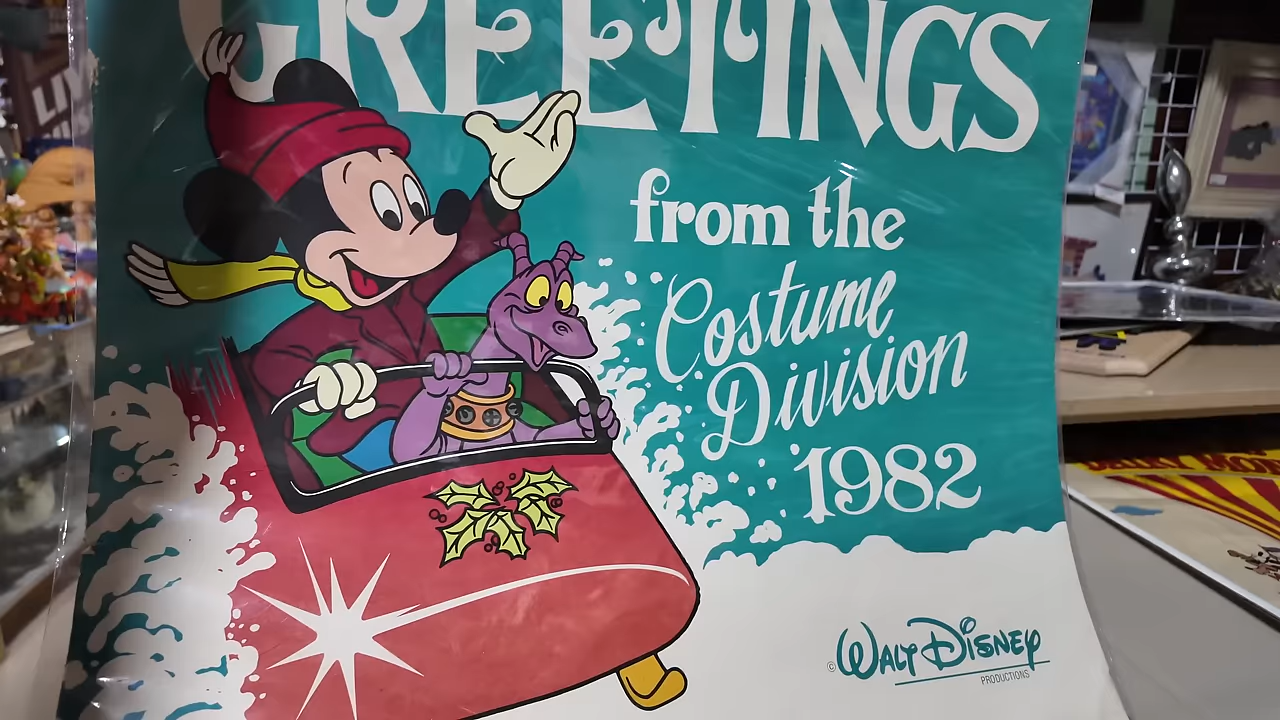 GREETINGS
from the
Costume
Division
1982
© WALT DISNEY
PRODUCTIONS